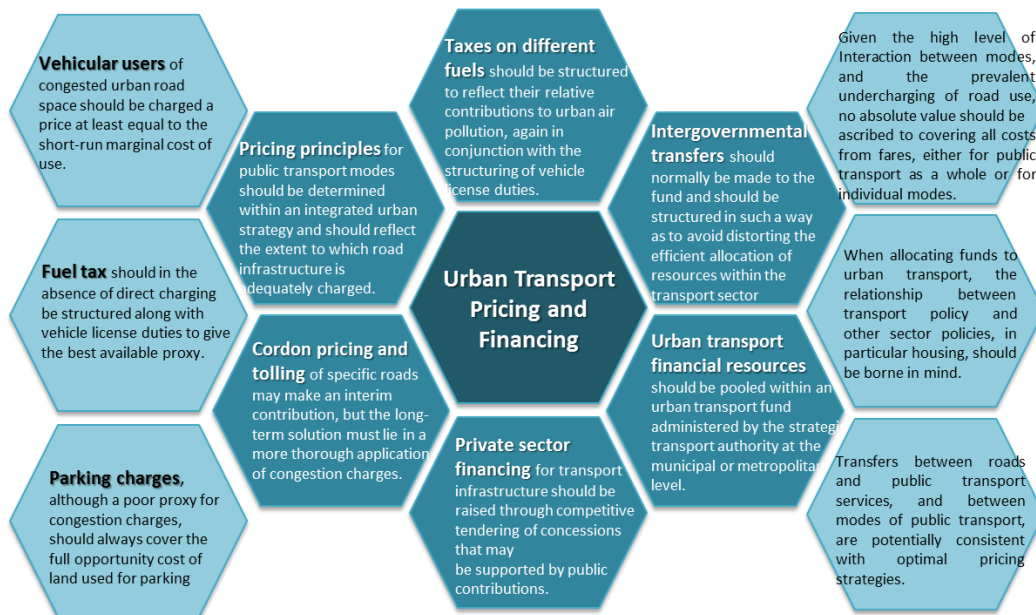 Vehicular users of
congested urban road
space should be charged a
price at least equal to the
short-run marginal cost of
use.
Fuel tax should in the
absence of direct charging
be structured along with
vehicle license duties to give
the best available proxy.
Parking charges,
although a poor proxy for
congestion charges,
should always cover the
full opportunity cost of
land used for parking
Pricing principles for
public transport modes
should be determined
within an integrated urban
strategy and should reflect
the extent to which road
infrastructure is
adequately charged.
Cordon pricing and
tolling of specific roads
may make an interim
contribution, but the long-
term solution must lie in a
more thorough application
of congestion charges.
Taxes on different
fuels should be structured
to reflect their relative
contributions to urban air
pollution, again in
conjunction with the
structuring of vehicle
license duties.
Urban Transport
Pricing and
Financing
Private sector
financing for transport
infrastructure should be
raised through competitive
tendering of concessions
that may
be supported by public
contributions.
Intergovernmental
transfers should
normally be made to the
fund and should be
structured in such a way
as to avoid distorting the
efficient allocation of
resources within the
transport sector
Urban transport
financial resources
should be pooled within an
urban transport fund
administered by the strategic
transport authority at the
municipal or metropolitan
level.
Given the high level of
Interaction between modes,
and the prevalent
undercharging of road use,
no absolute value should be
ascribed to covering all costs
from fares, either for public
transport as a whole or for
individual modes.
When allocating funds to
urban transport, the
relationship between
transport policy and
other sector policies, in
particular housing, should
be borne in mind.
Transfers between roads
and public transport
services, and between
modes of public transport,
are potentially consistent
with optimal pricing
strategies.